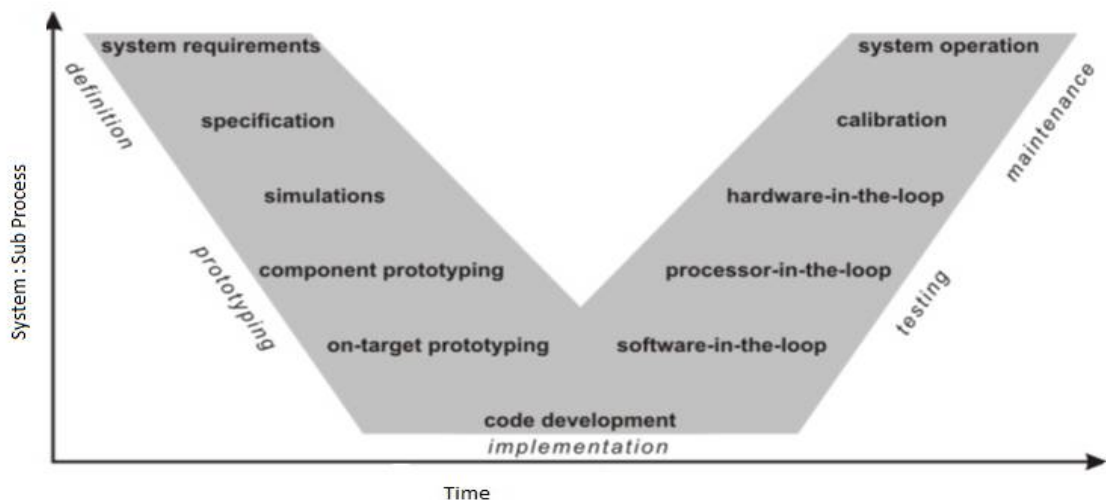 system requirements
system operation
definition
specification
calibration
maintenance
simulations
hardware-in-the-loop
System : Sub Process
prototyping
component prototyping
processor-in-the-loop
testing
on-target prototyping
software-in-the-loop
code development
implementation
Time